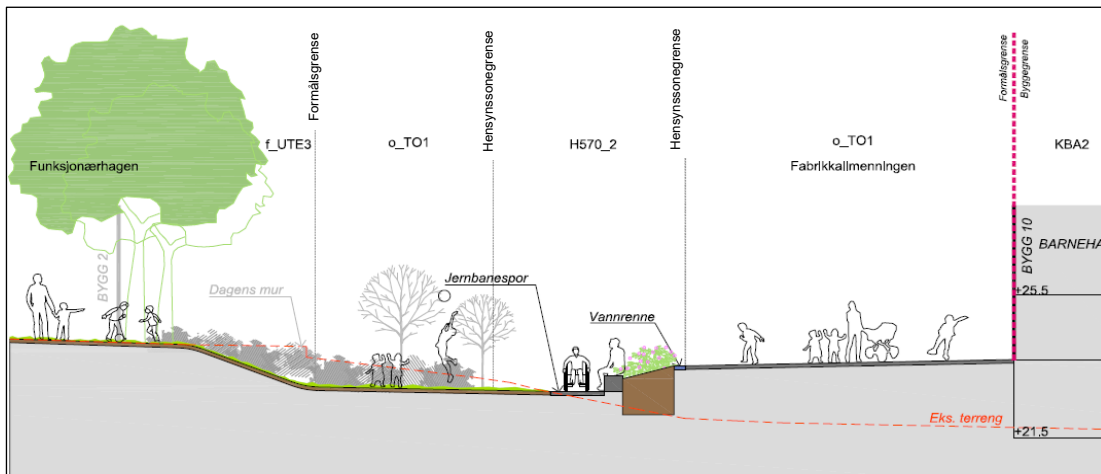 Formålsgrense
Hensynssonegrense
Hensynssonegrense
Formålsgrense
Byggegrense
f_UTE3
o_TO1
H570_2
o_TO1
KBA2
Funksjonærhagen
Fabrikkallmenningen
BYGG 2
Dagens mur
Jernbanespor
Vannrenne
BYGG 10
BARNEHA
+25.5
Eks. terreng
+21.5